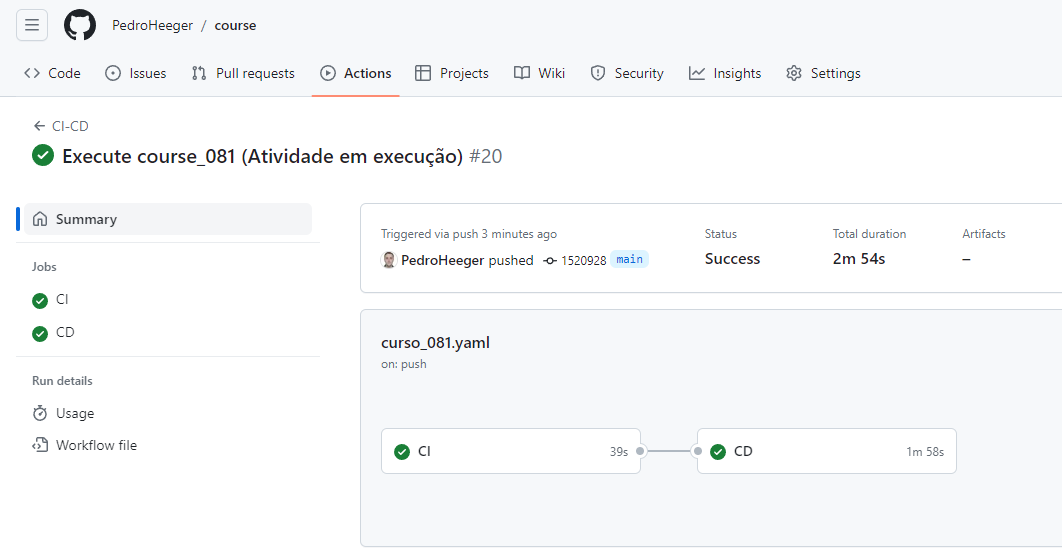 PedroHeeger / course
Code Issues Pull requests Actions Projects Wiki Security Insights Settings
← CI-CD
Execute course_081 (Atividade em execução) #20
Summary
Jobs
CI
CD
Run details
Usage
Workflow file
Triggered via push 3 minutes ago
PedroHeeger pushed 1520928 main
Status
Success
Total duration
2m 54s
Artifacts
–
curso_081.yaml
on: push
CI 39s
CD 1m 58s